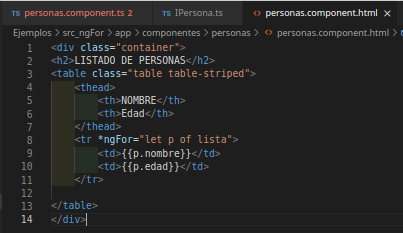 personas.component.ts 2
IPersona.ts
personas.component.html
Ejemplos > src_ngFor > app > componentes > personas > personas.component.html >
1 <div class="container">
2 <h2>LISTADO DE PERSONAS</h2>
3 <table class="table table-striped">
4 <thead>
5 <th>NOMBRE</th>
6 <th>Edad</th>
7 </thead>
8 <tr *ngFor="let p of lista">
9 <td>{{p.nombre}}</td>
10 <td>{{p.edad}}</td>
11 </tr>
12
13 </table>
14 </div>